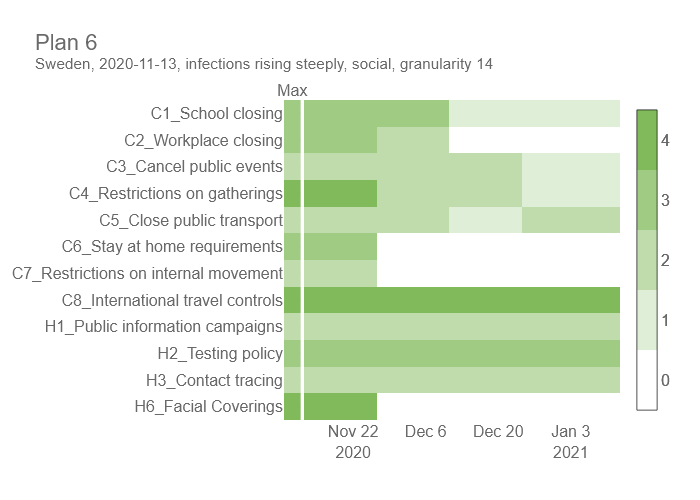 Plan 6
Sweden, 2020-11-13, infections rising steeply, social, granularity 14
Max
C1_School closing
C2_Workplace closing
C3_Cancel public events
C4_Restrictions on gatherings
C5_Close public transport
C6_Stay at home requirements
C7_Restrictions on internal movement
C8_International travel controls
H1_Public information campaigns
H2_Testing policy
H3_Contact tracing
H6_Facial Coverings
4
3
2
1
0
Nov 22 Dec 6 Dec 20 Jan 3
2020 2021